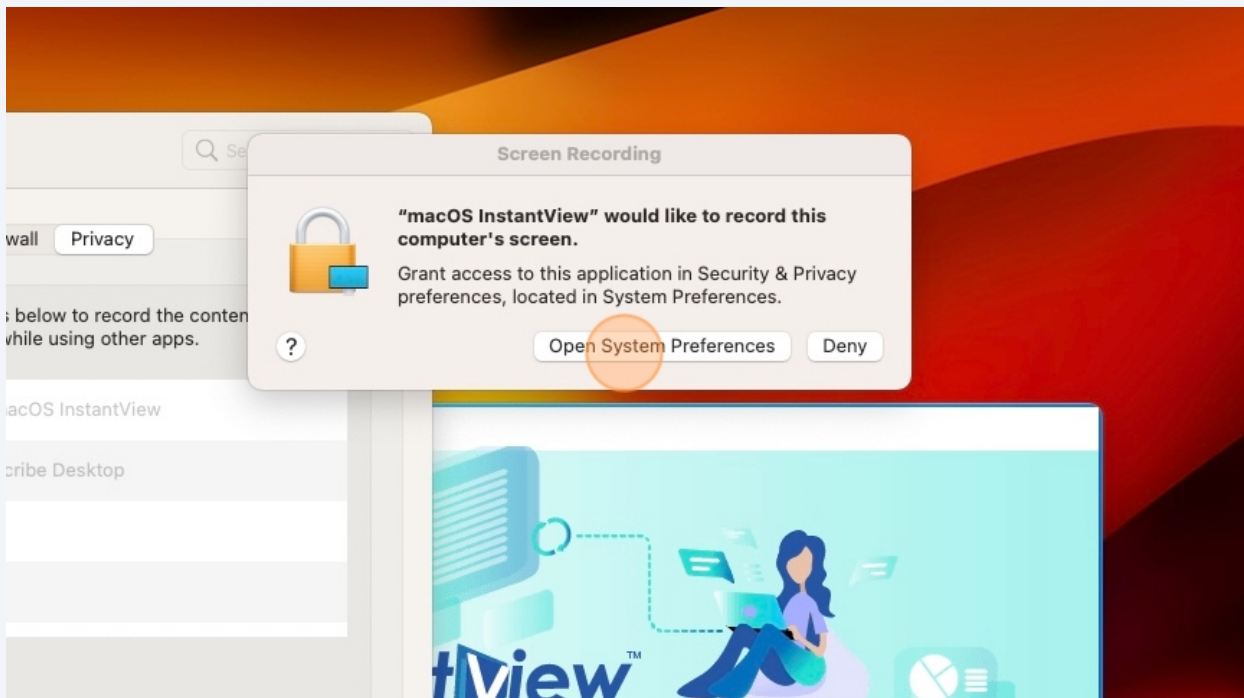 Screen Recording
Se
“macOS InstantView” would like to record this
computer's screen.
wall Privacy
Grant access to this application in Security & Privacy
preferences, located in System Preferences.
s below to record the conten
while using other apps.
? Open System Preferences Deny
acOS InstantView
cribe Desktop
tView™